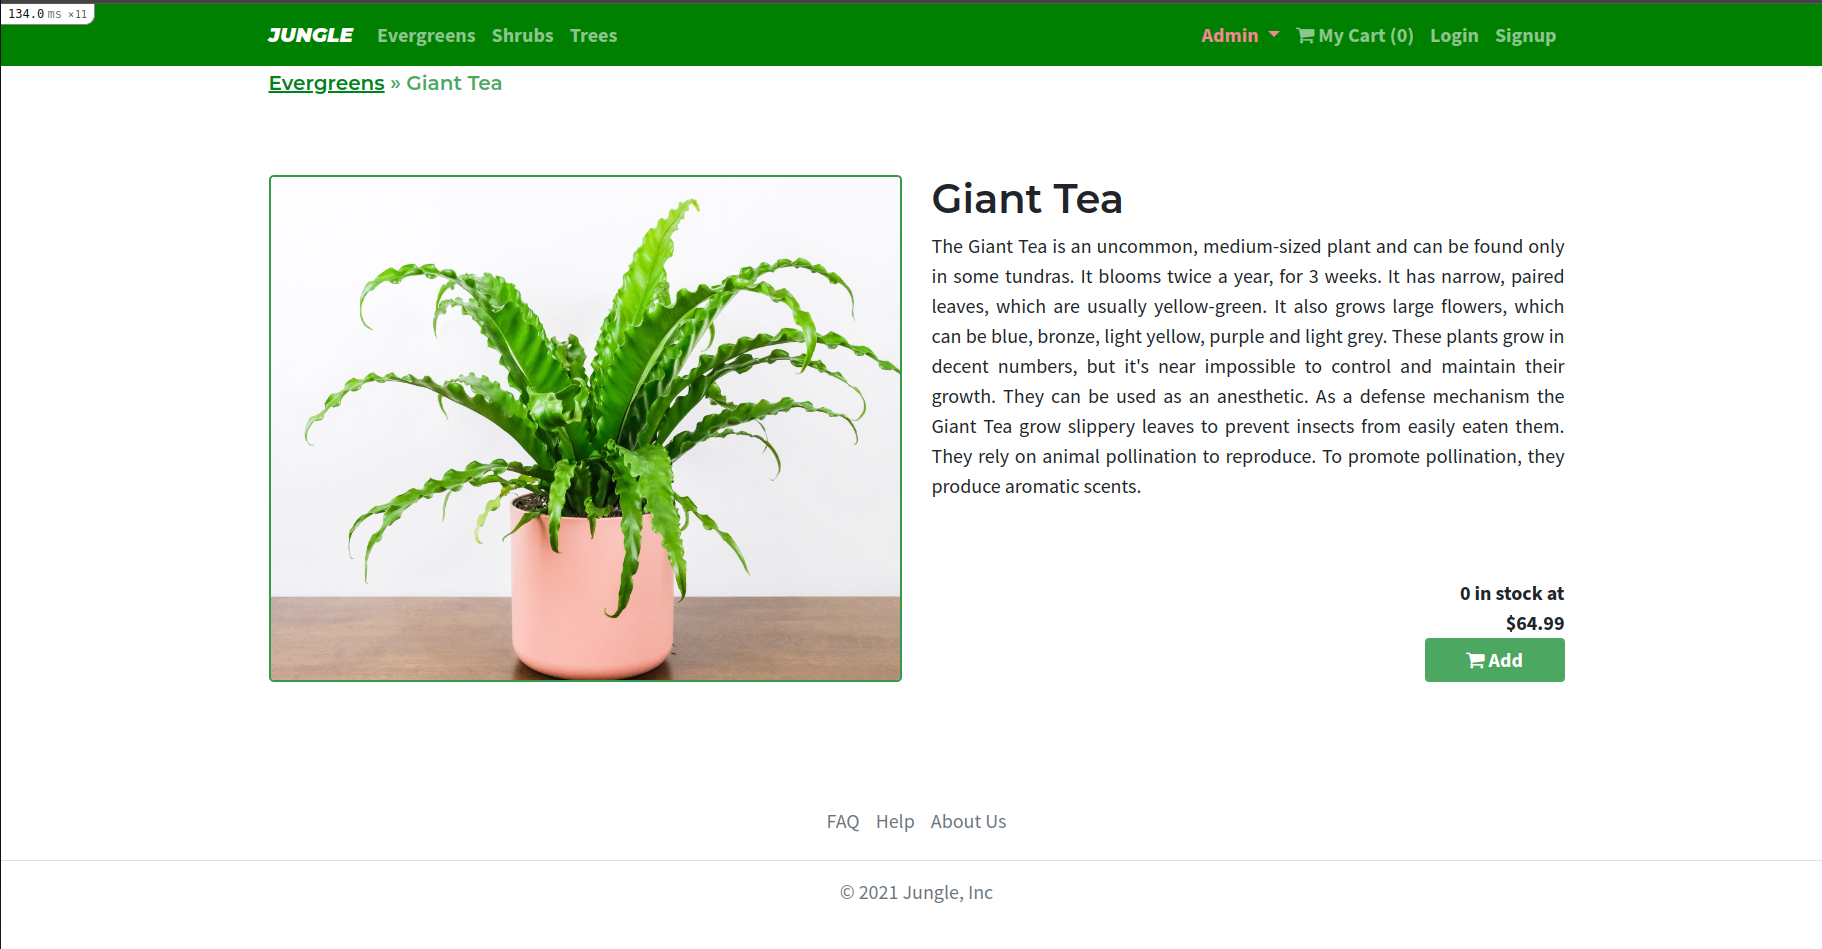 134.0 ms ×11
JUNGLE Evergreens Shrubs Trees Admin My Cart (0) Login Signup
Evergreens » Giant Tea
Giant Tea
The Giant Tea is an uncommon, medium-sized plant and can be found only
in some tundras. It blooms twice a year, for 3 weeks. It has narrow, paired
leaves, which are usually yellow-green. It also grows large flowers, which
can be blue, bronze, light yellow, purple and light grey. These plants grow in
decent numbers, but it's near impossible to control and maintain their
growth. They can be used as an anesthetic. As a defense mechanism the
Giant Tea grow slippery leaves to prevent insects from easily eaten them.
They rely on animal pollination to reproduce. To promote pollination, they
produce aromatic scents.
0 in stock at
$64.99
Add
FAQ Help About Us
© 2021 Jungle, Inc